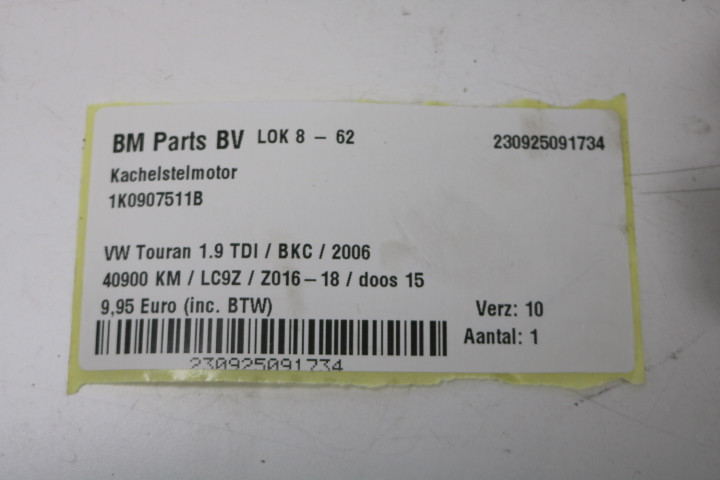 BM Parts BV LOK 8 – 62 230925091734
Kachelstelmotor
1K0907511B
VW Touran 1.9 TDI / BKC / 2006
40900 KM / LC9Z / Z016–18 / doos 15
9,95 Euro (inc. BTW) Verz: 10
Aantal: 1
230925091734